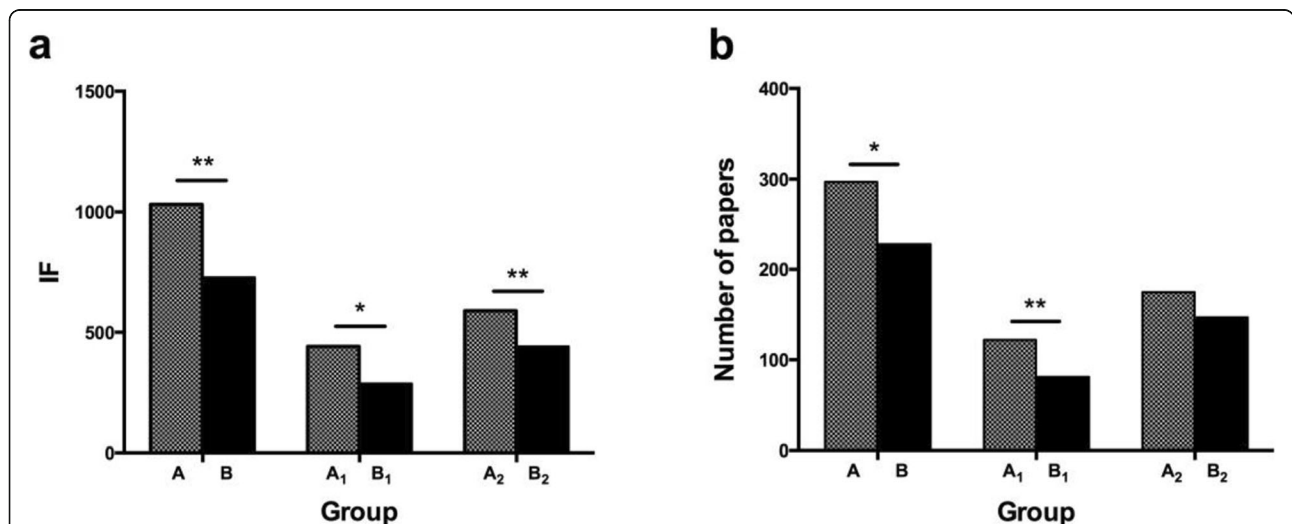 a
1500
1000
500
0
IF
**
*
**
A B
A₁ B₁
A₂ B₂
Group
b
400
300
200
100
0
Number of papers
*
**
A B
A₁ B₁
A₂ B₂
Group